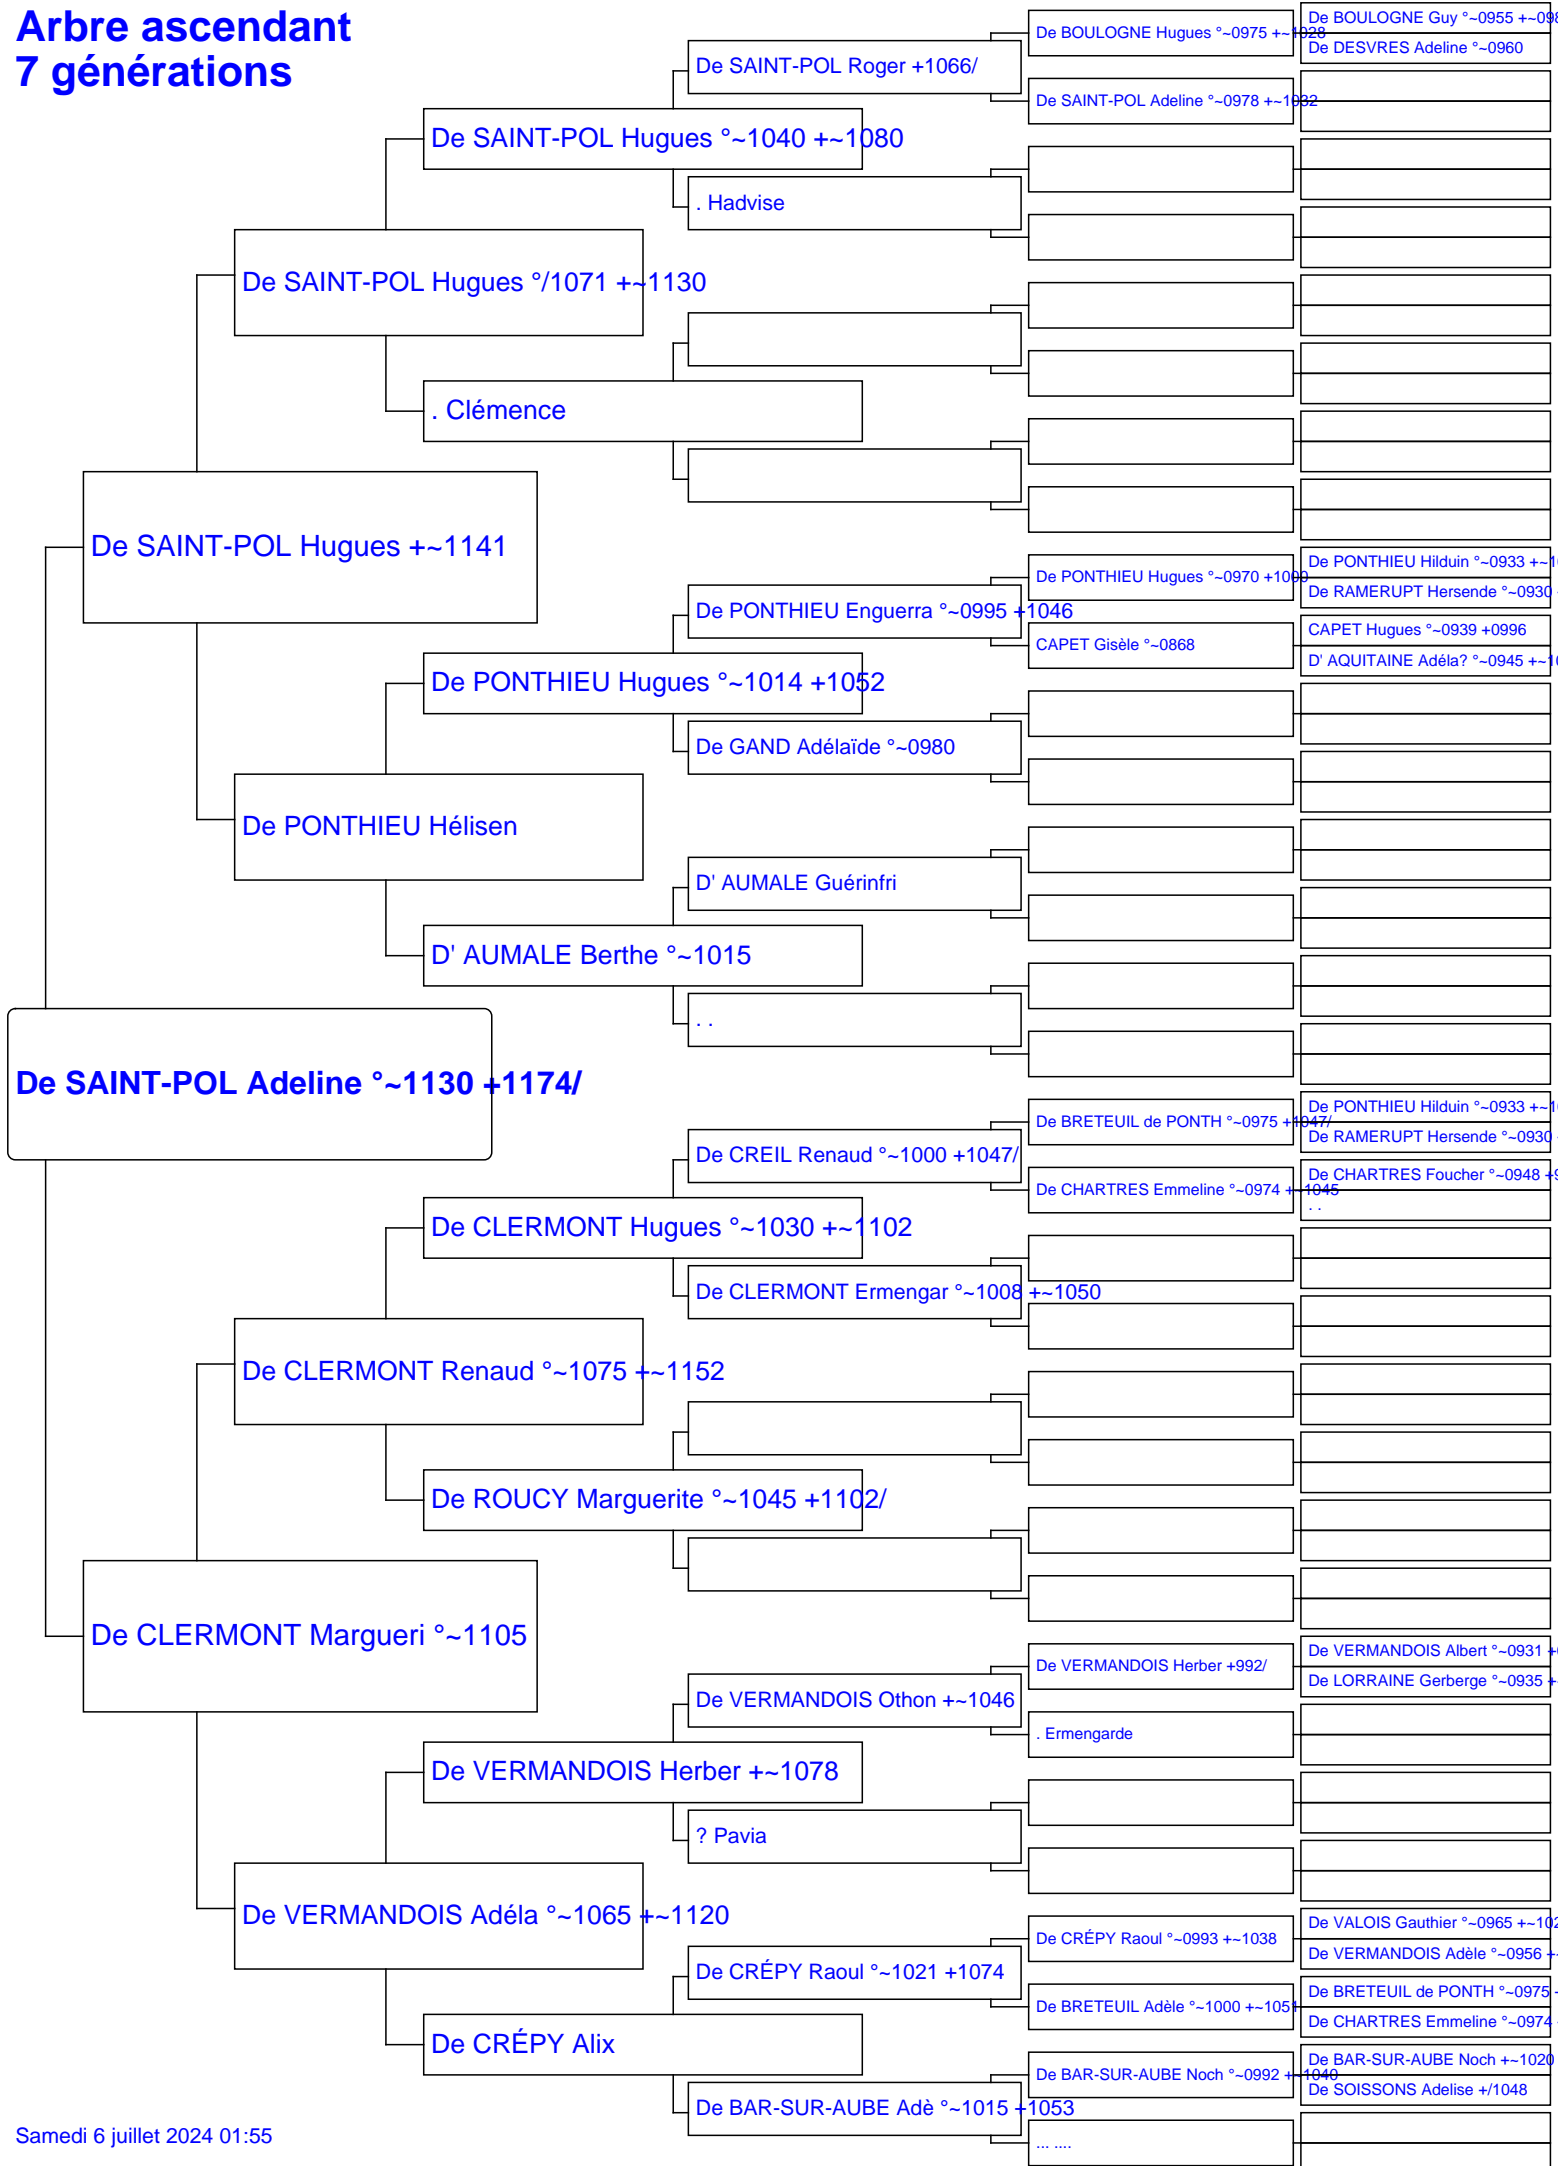 Arbre ascendant
7 générations
De BOULOGNE Guy °~0955 +~098
De BOULOGNE Hugues °~0975 +~1028
De DESVRES Adeline °~0960
De SAINT-POL Roger +1066/
De SAINT-POL Adeline °~0978 +~1032
De SAINT-POL Hugues °~1040 +~1080
. Hadvise
De SAINT-POL Hugues °/1071 +~1130
. Clémence
De SAINT-POL Hugues +~1141
De PONTHIEU Hilduin °~0933 +~1
De PONTHIEU Hugues °~0970 +1000
De RAMERUPT Hersende °~0930
De PONTHIEU Enguerra °~0995 +1046
CAPET Hugues °~0939 +0996
CAPET Gisèle °~0868
D' AQUITAINE Adéla? °~0945 +~10
De PONTHIEU Hugues °~1014 +1052
De GAND Adélaïde °~0980
De PONTHIEU Hélisen
D' AUMALE Guérinfri
D' AUMALE Berthe °~1015
. .
De SAINT-POL Adeline °~1130 +1174/
De PONTHIEU Hilduin °~0933 +~1
De BRETEUIL de PONTH °~0975 +1047/
De RAMERUPT Hersende °~0930
De CREIL Renaud °~1000 +1047/
De CHARTRES Foucher °~0948 +9
De CHARTRES Emmeline °~0974 +~1045
. .
De CLERMONT Hugues °~1030 +~1102
De CLERMONT Ermengar °~1008 +~1050
De CLERMONT Renaud °~1075 +~1152
De ROUCY Marguerite °~1045 +1102/
De CLERMONT Margueri °~1105
De VERMANDOIS Albert °~0931 +
De VERMANDOIS Herber +992/
De LORRAINE Gerberge °~0935 +
De VERMANDOIS Othon +~1046
. Ermengarde
De VERMANDOIS Herber +~1078
? Pavia
De VERMANDOIS Adéla °~1065 +~1120
De VALOIS Gauthier °~0965 +~102
De CRÉPY Raoul °~0993 +~1038
De VERMANDOIS Adèle °~0956 +
De CRÉPY Raoul °~1021 +1074
De BRETEUIL de PONTH °~0975
De BRETEUIL Adèle °~1000 +~1051
De CHARTRES Emmeline °~0974
De CRÉPY Alix
De BAR-SUR-AUBE Noch +~1020
De BAR-SUR-AUBE Noch °~0992 +~1040
De SOISSONS Adelise +/1048
De BAR-SUR-AUBE Adè °~1015 +1053
... ....
Samedi 6 juillet 2024 01:55